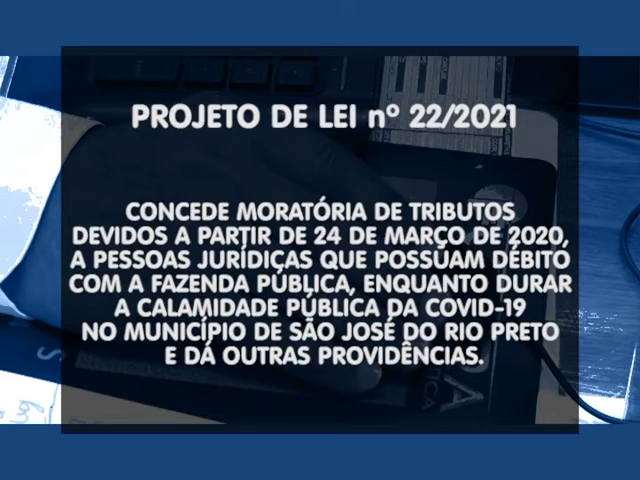 PROJETO DE LEI nº 22/2021
CONCEDE MORATÓRIA DE TRIBUTOS
DEVIDOS A PARTIR DE 24 DE MARÇO DE 2020,
A PESSOAS JURÍDICAS QUE POSSUAM DÉBITO
COM A FAZENDA PÚBLICA, ENQUANTO DURAR
A CALAMIDADE PÚBLICA DA COVID-19
NO MUNICÍPIO DE SÃO JOSÉ DO RIO PRETO
E DÁ OUTRAS PROVIDÊNCIAS.